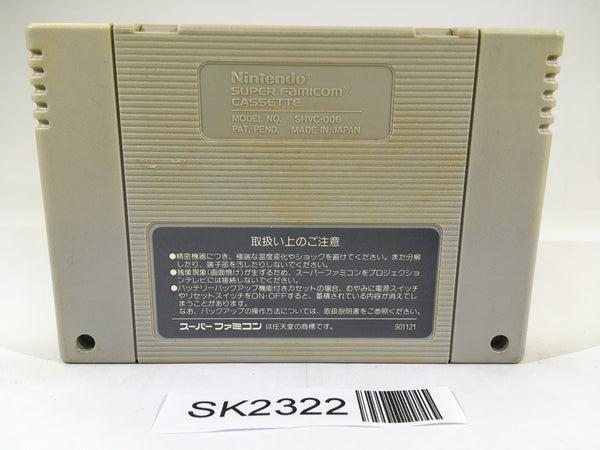 Nintendo®
SUPER FAMICOM®
CASSETTE
MODEL NO. SHVC-006
PAT. PEND. MADE IN JAPAN
取扱い上のご注意
●精密機器につき、極端な温度変化やショックを避けてください。また分解
したり、端子部を汚したりしないでください。
●残像現象(画面焼け)が生ずるため、スーパーファミコンをプロジェクショ
ンテレビには接続しないでください。
●バッテリーバックアップ機能付きカセットの場合、むやみに電源スイッチ
やリセットスイッチをON・OFFすると、蓄積されている内容が消えてし
まうことがあります。
なお、バックアップの操作方法については、取扱説明書をご参照ください。
スーパーファミコン は任天堂の商標です。 901121
SK2322